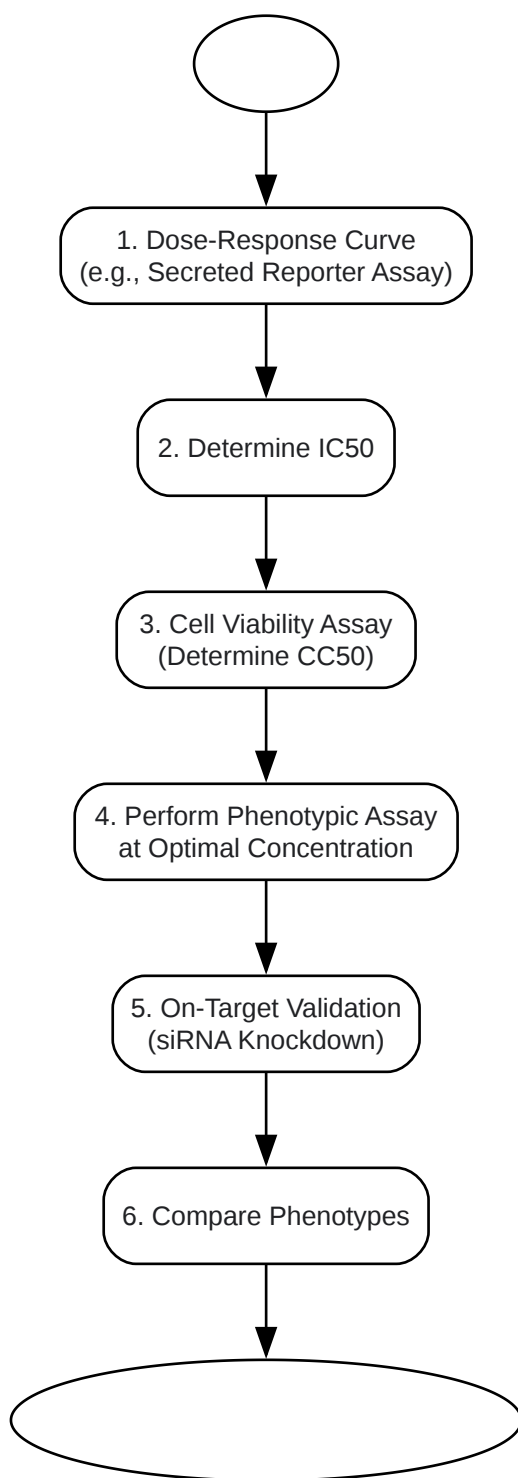 1. Dose-Response Curve
(e.g., Secreted Reporter Assay)
2. Determine IC50
3. Cell Viability Assay
(Determine CC50)
4. Perform Phenotypic Assay
at Optimal Concentration
5. On-Target Validation
(siRNA Knockdown)
6. Compare Phenotypes